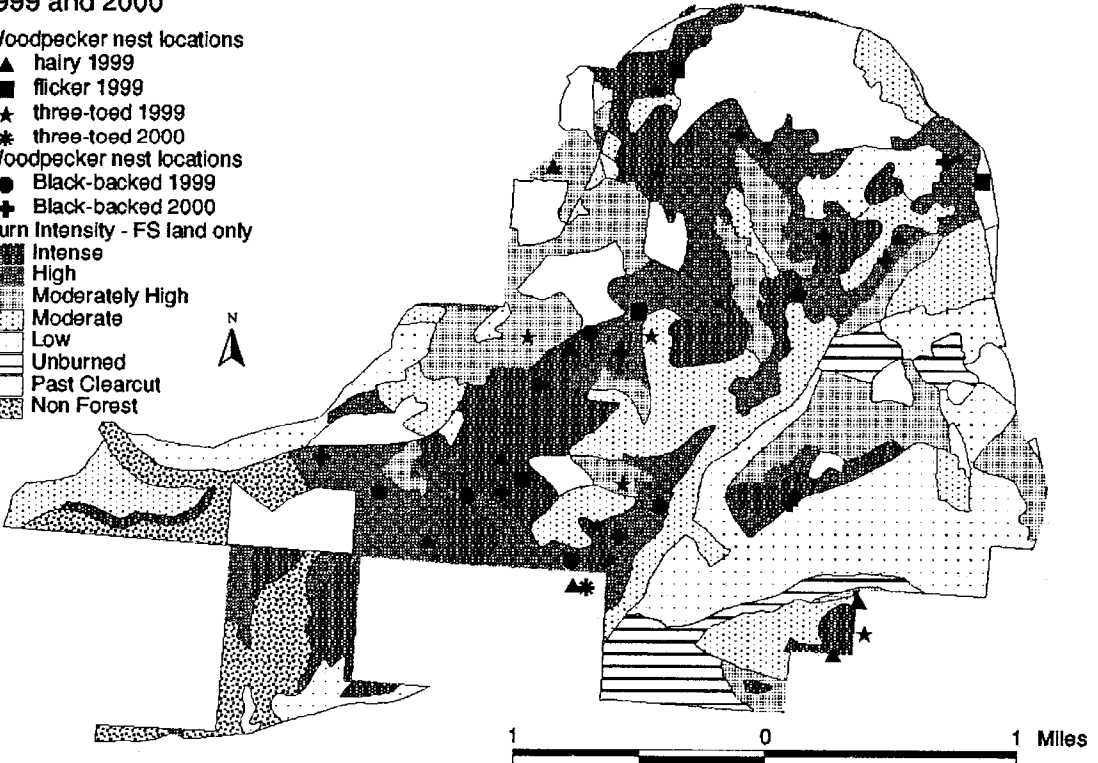 999 and 2000
Woodpecker nest locations
hairy 1999
flicker 1999
three-toed 1999
three-toed 2000
Woodpecker nest locations
Black-backed 1999
Black-backed 2000
urn Intensity - FS land only
Intense
High
Moderately High
Moderate
Low
Unburned
Past Clearcut
Non Forest
N
1 0 1 Miles